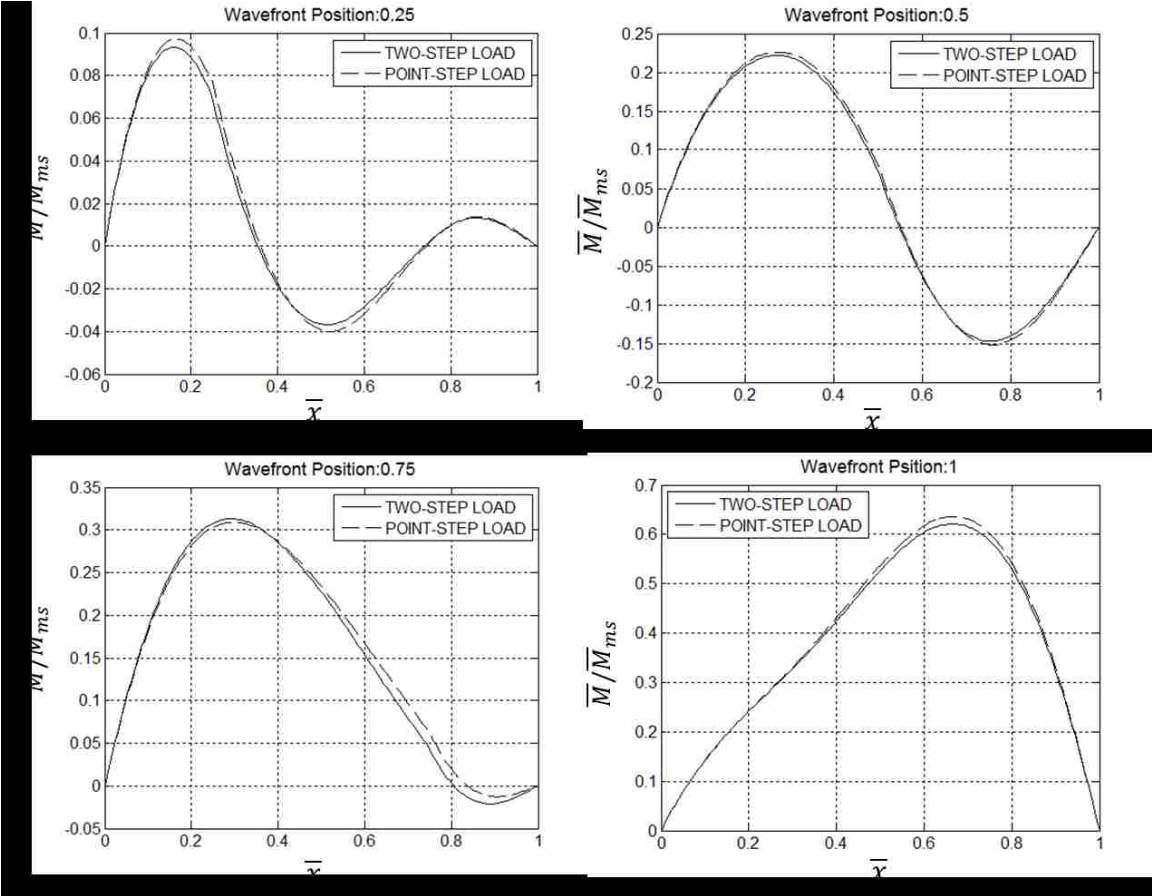 Wavefront Position:0.25
0.1
0.08
0.06
0.04
0.02
0
-0.02
-0.04
-0.06
TWO-STEP LOAD
POINT-STEP LOAD
M/M_ms
0 0.2 0.4 0.6 0.8 1
x̅
Wavefront Position:0.5
0.25
0.2
0.15
0.1
0.05
0
-0.05
-0.1
-0.15
-0.2
TWO-STEP LOAD
POINT-STEP LOAD
M̅/M̅_ms
0 0.2 0.4 0.6 0.8 1
x̅
Wavefront Position:0.75
0.35
0.3
0.25
0.2
0.15
0.1
0.05
0
-0.05
TWO-STEP LOAD
POINT-STEP LOAD
M/M_ms
0 0.2 0.4 0.6 0.8 1
x̅
Wavefront Psition:1
0.7
0.6
0.5
0.4
0.3
0.2
0.1
0
TWO-STEP LOAD
POINT-STEP LOAD
M̅/M̅_ms
0 0.2 0.4 0.6 0.8 1
x̅